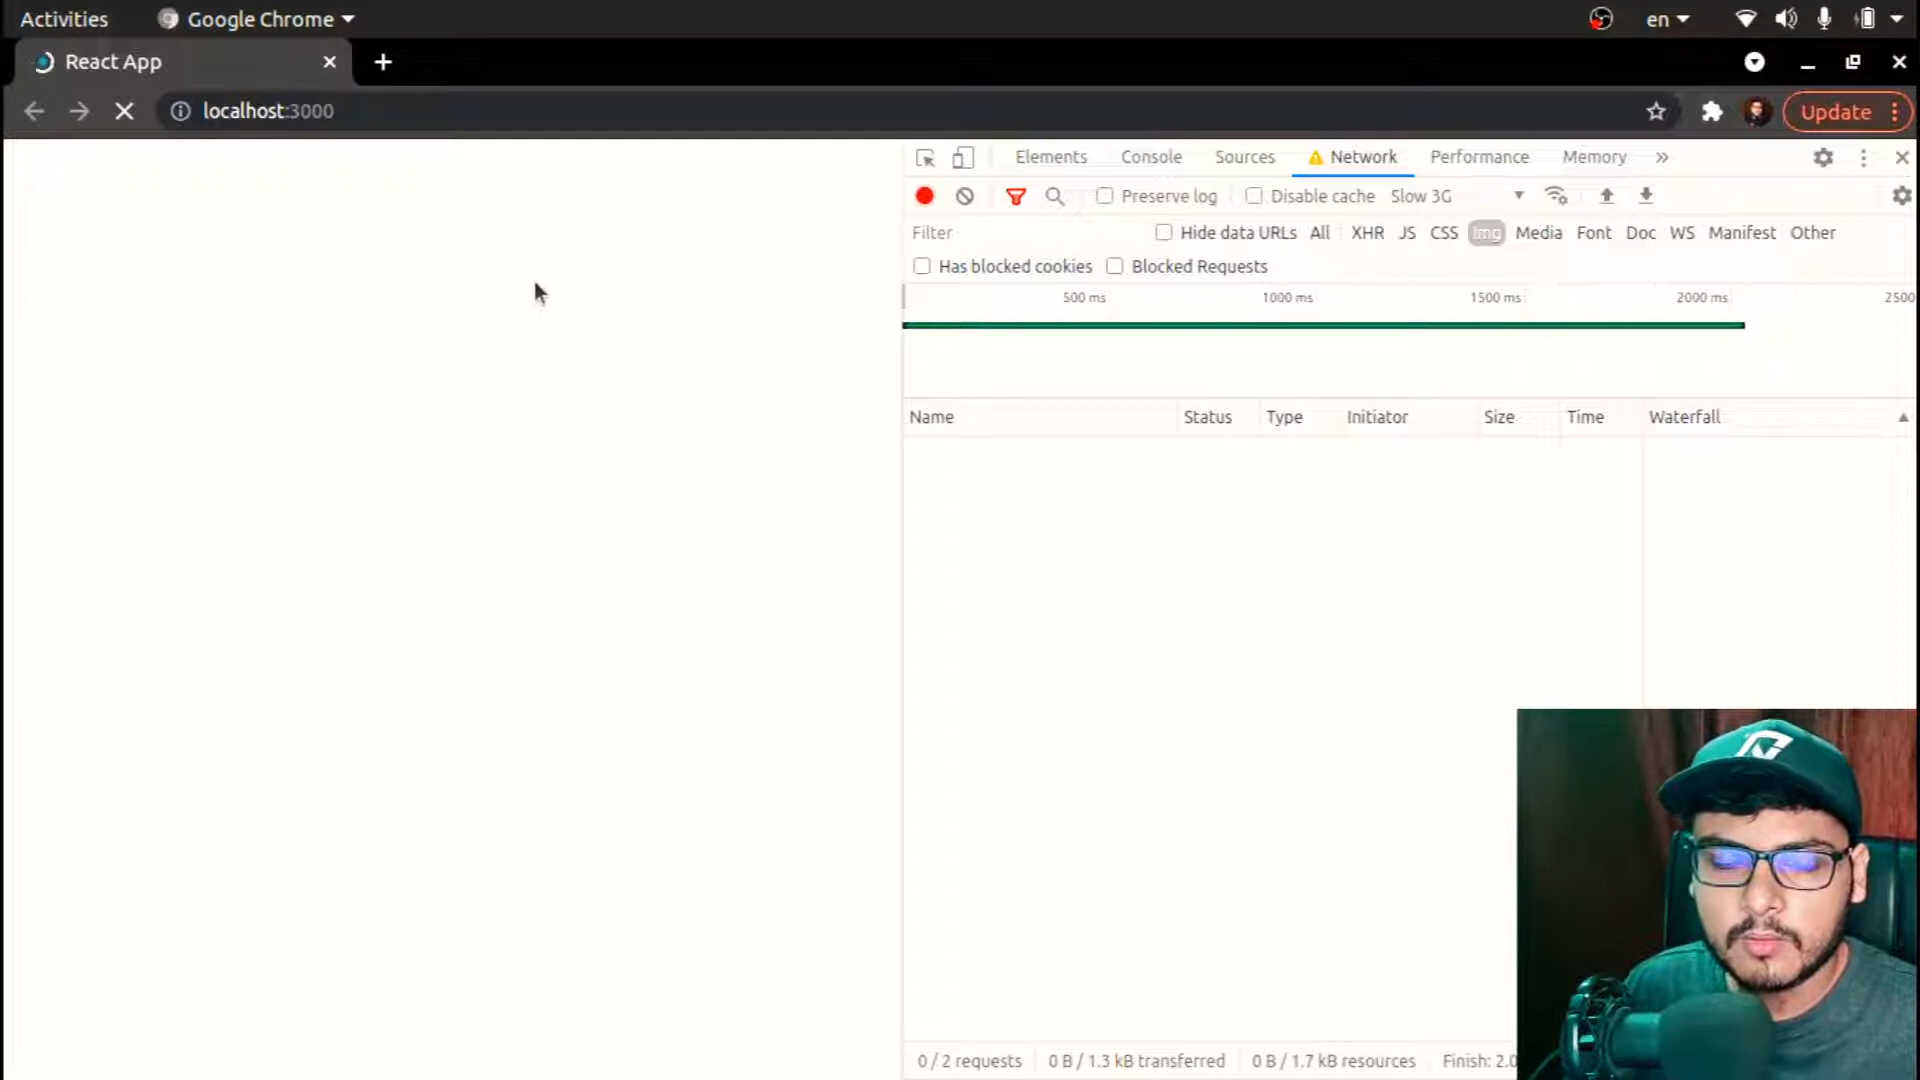 Activities Google Chrome en
React App
localhost:3000 Update
Elements Console Sources Network Performance Memory »
Preserve log Disable cache Slow 3G
Filter Hide data URLs All XHR JS CSS Img Media Font Doc WS Manifest Other
Has blocked cookies Blocked Requests
500 ms 1000 ms 1500 ms 2000 ms 2500
Name Status Type Initiator Size Time Waterfall
0 / 2 requests 0 B / 1.3 kB transferred 0 B / 1.7 kB resources Finish: 2.0